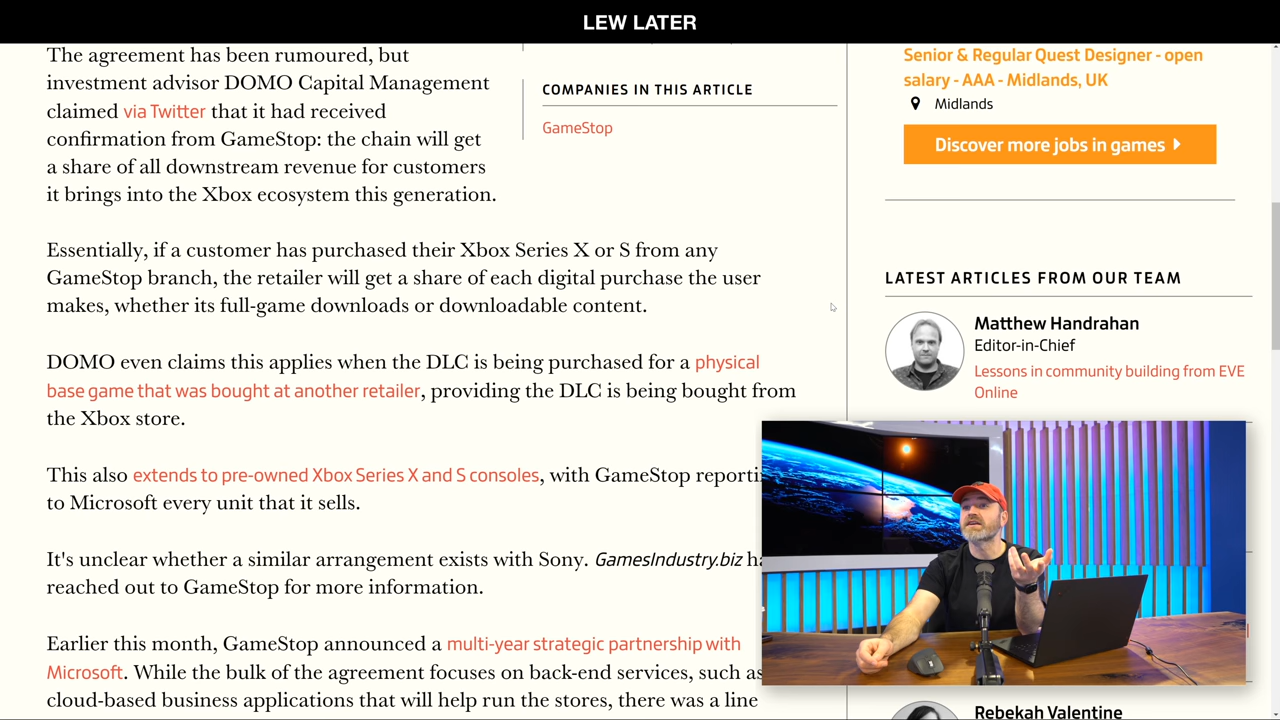 LEW LATER
The agreement has been rumoured, but
investment advisor DOMO Capital Management
claimed via Twitter that it had received
confirmation from GameStop: the chain will get
a share of all downstream revenue for customers
it brings into the Xbox ecosystem this generation.
Essentially, if a customer has purchased their Xbox Series X or S from any
GameStop branch, the retailer will get a share of each digital purchase the user
makes, whether its full-game downloads or downloadable content.
DOMO even claims this applies when the DLC is being purchased for a physical
base game that was bought at another retailer, providing the DLC is being bought from
the Xbox store.
This also extends to pre-owned Xbox Series X and S consoles, with GameStop
to Microsoft every unit that it sells.
It's unclear whether a similar arrangement exists with Sony. GamesIndustry.biz
reached out to GameStop for more information.
Earlier this month, GameStop announced a multi-year strategic partnership with
Microsoft. While the bulk of the agreement focuses on back-end services, such as
cloud-based business applications that will help run the stores, there was a line
COMPANIES IN THIS ARTICLE
GameStop
Senior & Regular Quest Designer - open
salary - AAA - Midlands, UK
Midlands
Discover more jobs in games
LATEST ARTICLES FROM OUR TEAM
Matthew Handrahan
Editor-in-Chief
Lessons in community building from EVE
Online
Rebekah Valentine